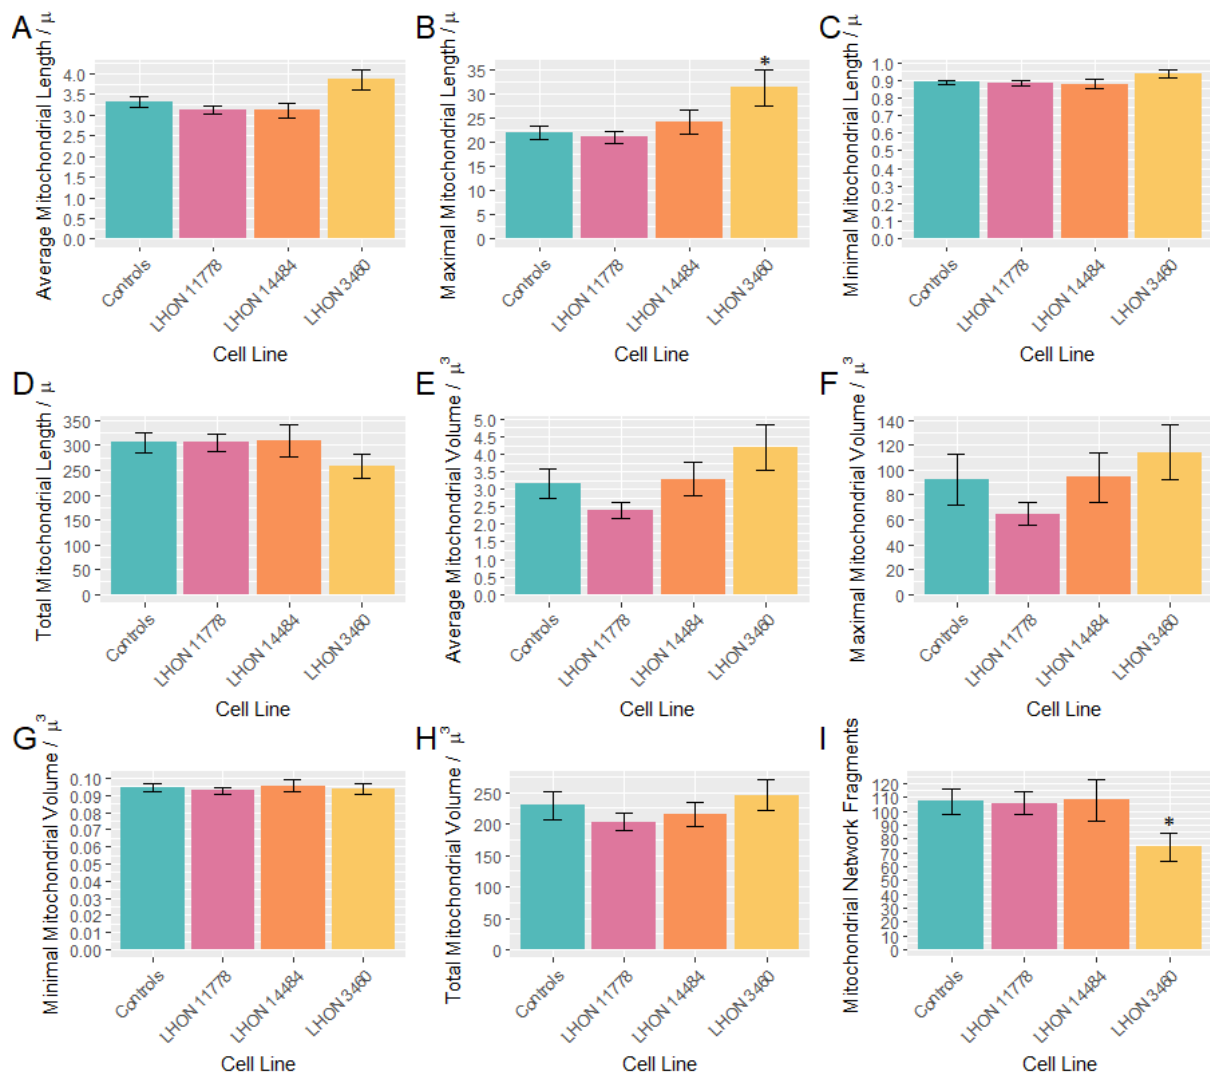 A
Average Mitochondrial Length / μ
4.0
3.5
3.0
2.5
2.0
1.5
1.0
0.5
0.0
Controls
LHON 11778
LHON 14484
LHON 3460
Cell Line
B
Maximal Mitochondrial Length / μ
35
30
25
20
15
10
5
0
*
Controls
LHON 11778
LHON 14484
LHON 3460
Cell Line
C
Minimal Mitochondrial Length / μ
1.0
0.9
0.8
0.7
0.6
0.5
0.4
0.3
0.2
0.1
0.0
Controls
LHON 11778
LHON 14484
LHON 3460
Cell Line
D
Total Mitochondrial Length / μ
350
300
250
200
150
100
50
0
Controls
LHON 11778
LHON 14484
LHON 3460
Cell Line
E
Average Mitochondrial Volume / μ³
5.0
4.5
4.0
3.5
3.0
2.5
2.0
1.5
1.0
0.5
0.0
Controls
LHON 11778
LHON 14484
LHON 3460
Cell Line
F
Maximal Mitochondrial Volume / μ³
140
120
100
80
60
40
20
0
Controls
LHON 11778
LHON 14484
LHON 3460
Cell Line
G
Minimal Mitochondrial Volume / μ³
0.10
0.09
0.08
0.07
0.06
0.05
0.04
0.03
0.02
0.01
0.00
Controls
LHON 11778
LHON 14484
LHON 3460
Cell Line
H
Total Mitochondrial Volume / μ³
250
200
150
100
50
0
Controls
LHON 11778
LHON 14484
LHON 3460
Cell Line
I
Mitochondrial Network Fragments
120
110
100
90
80
70
60
50
40
30
20
10
0
*
Controls
LHON 11778
LHON 14484
LHON 3460
Cell Line